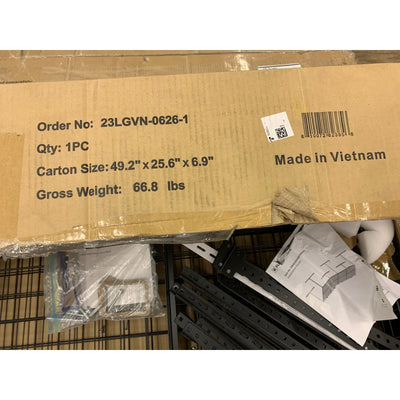 Order No: 23LGVN-0626-1
Qty: 1PC
Carton Size: 49.2" x 25.6" x 6.9"
Gross Weight: 66.8 lbs
Made in Vietnam